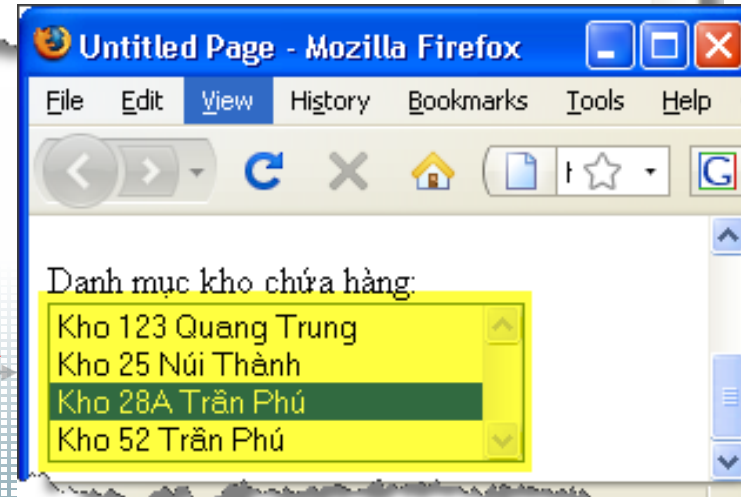 Untitled Page - Mozilla Firefox
File Edit View History Bookmarks Tools Help
G
Danh mục kho chứa hàng:
Kho 123 Quang Trung
Kho 25 Núi Thành
Kho 28A Trần Phú
Kho 52 Trần Phú